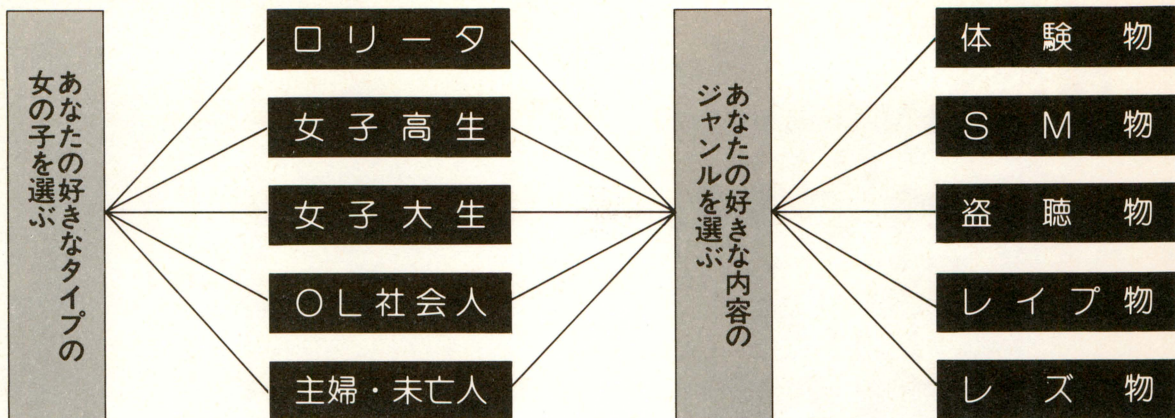 あなたの好きなタイプの
女の子を選ぶ
ロリータ
女子高生
女子大生
OL社会人
主婦・未亡人
あなたの好きな内容の
ジャンルを選ぶ
体験物
SM物
盗聴物
レイプ物
レズ物